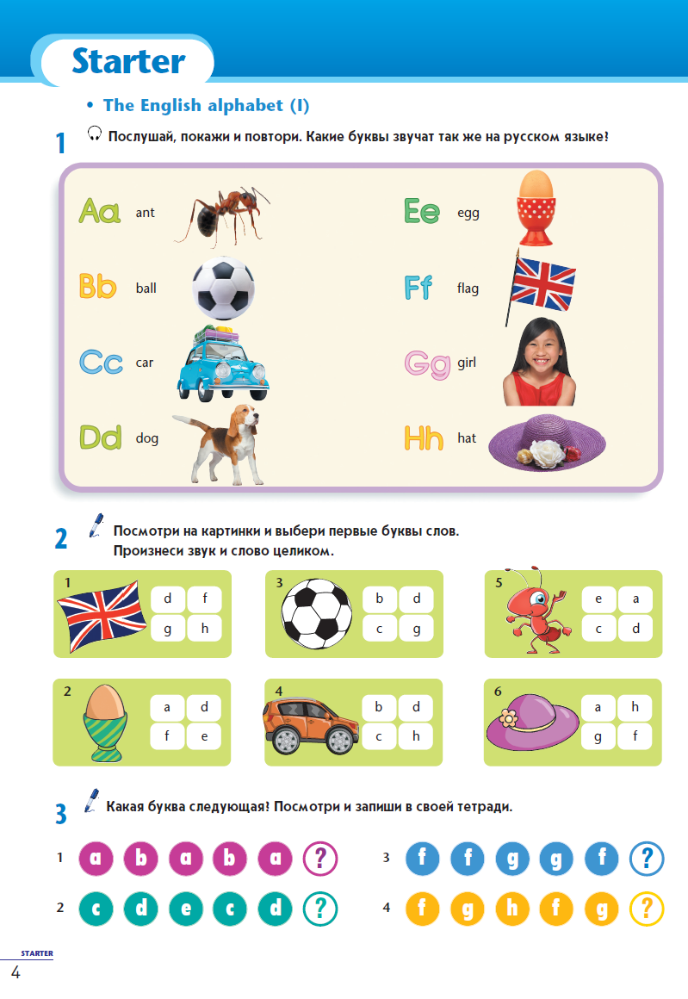 Starter
• The English alphabet (I)
1 Послушай, покажи и повтори. Какие буквы звучат так же на русском языке?
Aa ant
Ee egg
Bb ball
Ff flag
Cc car
Gg girl
Dd dog
Hh hat
2 Посмотри на картинки и выбери первые буквы слов.
Произнеси звук и слово целиком.
1
d f
g h
3
b d
c g
5
e a
c d
2
a d
f e
4
b d
c h
6
a h
g f
3 Какая буква следующая? Посмотри и запиши в своей тетради.
1 a b a b a ?
3 f f g g f ?
2 c d e c d ?
4 f g h f g ?
STARTER
4